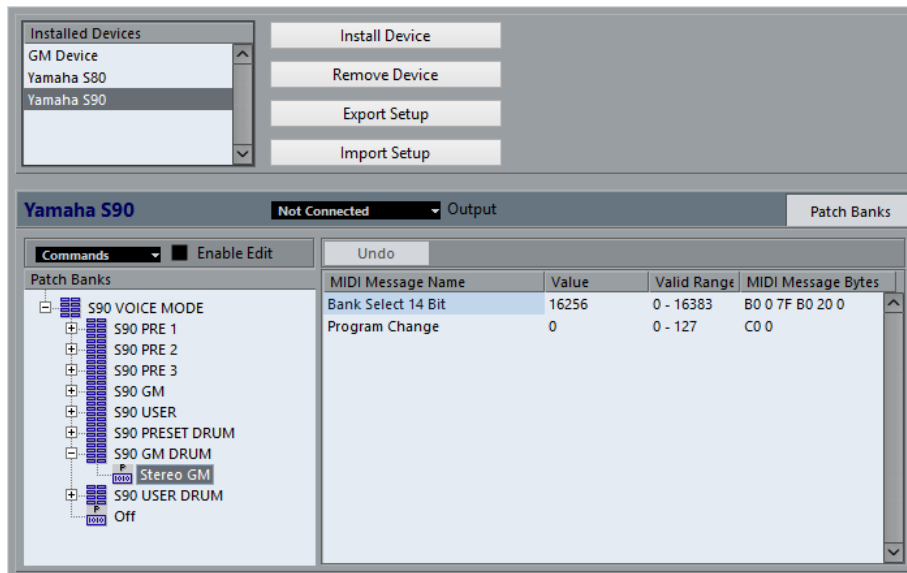 Installed Devices
GM Device
Yamaha S80
Yamaha S90
Install Device
Remove Device
Export Setup
Import Setup
Yamaha S90
Not Connected
Output
Patch Banks
Commands
Enable Edit
Undo
Patch Banks
S90 VOICE MODE
S90 PRE 1
S90 PRE 2
S90 PRE 3
S90 GM
S90 USER
S90 PRESET DRUM
S90 GM DRUM
P
1010
Stereo GM
S90 USER DRUM
P
1010
Off
MIDI Message Name Value Valid Range MIDI Message Bytes
Bank Select 14 Bit 16256 0 - 16383 B0 0 7F B0 20 0
Program Change 0 0 - 127 C0 0